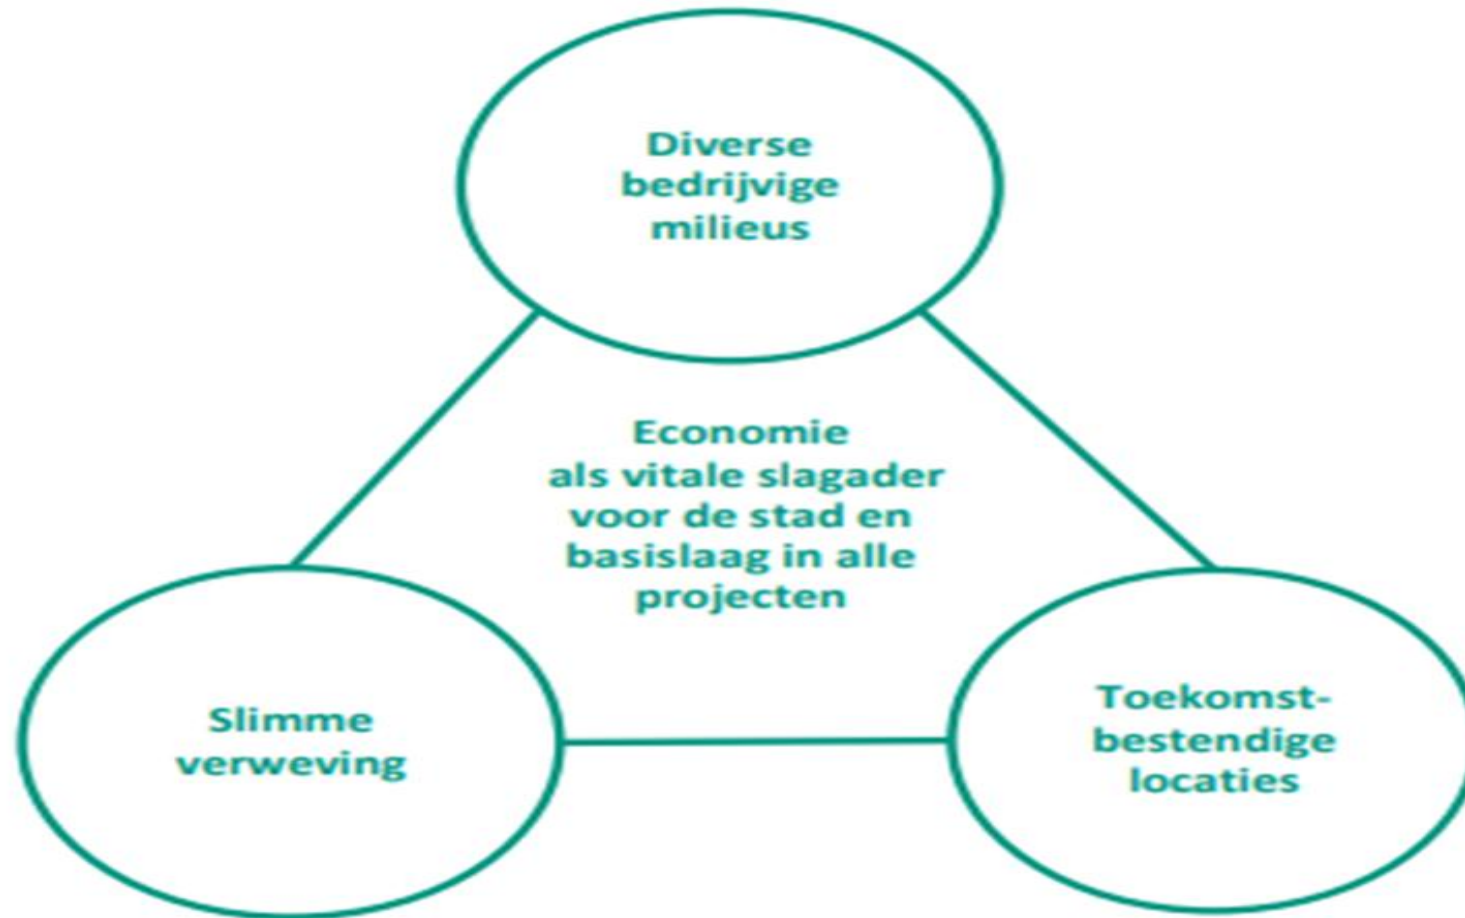 Diverse
bedrijvige
milieus
Economie
als vitale slagader
voor de stad en
basislaag in alle
projecten
Slimme
verweving
Toekomst-
bestendige
locaties